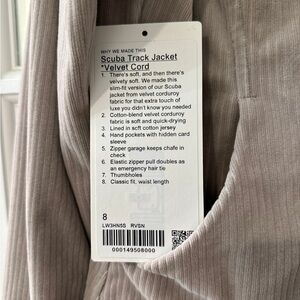 WHY WE MADE THIS
Scuba Track Jacket
*Velvet Cord
1. There's soft, and then there's
velvety soft. We made this
slim-fit version of our Scuba
jacket from velvet corduroy
fabric for that extra touch of
luxe you didn't know you needed
2. Cotton-blend velvet corduroy
fabric is soft and quick-drying
3. Lined in soft cotton jersey
4. Hand pockets with hidden card
sleeve
5. Zipper garage keeps chafe in
check
6. Elastic zipper pull doubles as
an emergency hair tie
7. Thumbholes
8. Classic fit, waist length
8
LW3HN5S RVSN
000149508000